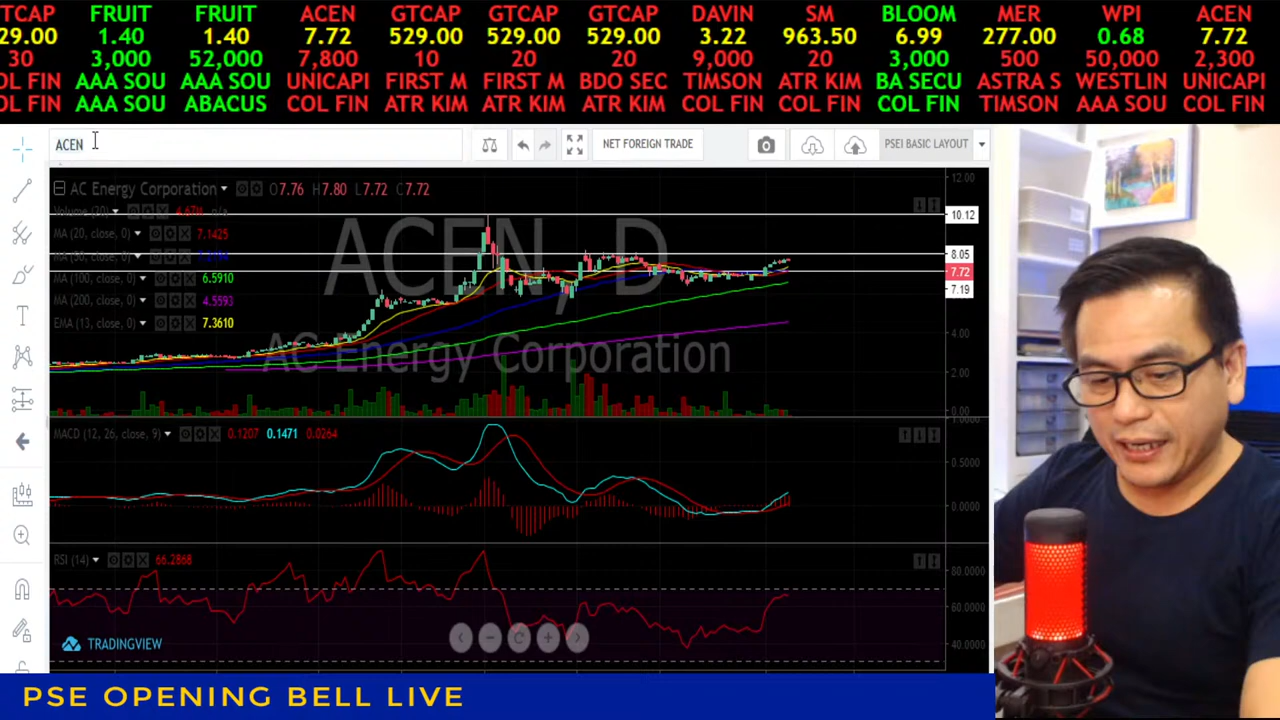 TCAP FRUIT FRUIT ACEN GTCAP GTCAP GTCAP DAVIN SM BLOOM MER WPI ACEN
29.00 1.40 1.40 7.72 529.00 529.00 529.00 3.22 963.50 6.99 277.00 0.68 7.72
30 3,000 52,000 7,800 10 20 20 9,000 20 3,000 500 50,000 2,300
OL FIN AAA SOU AAA SOU UNICAPI FIRST M FIRST M BDO SEC TIMSON ATR KIM BA SECU ASTRA S WESTLIN UNICAPI
OL FIN AAA SOU ABACUS COL FIN ATR KIM ATR KIM ATR KIM COL FIN COL FIN COL FIN TIMSON AAA SOU COL FIN
ACEN NET FOREIGN TRADE PSEI BASIC LAYOUT
AC Energy Corporation O7.76 H7.80 L7.72 C7.72
12.00
Volume (20) n/a
10.12
MA (20, close, 0) 7.1425
ACEN, D
MA (50, close, 0)
8.05
7.72
MA (100, close, 0) 6.5910
7.19
MA (200, close, 0) 4.5593
EMA (13, close, 0) 7.3610
4.00
AC Energy Corporation
2.00
0.00
1.0000
MACD (12, 26, close, 9) 0.1207 0.1471 0.0264
0.5000
0.0000
RSI (14) 66.2868
80.0000
60.0000
TRADINGVIEW
40.0000
PSE OPENING BELL LIVE